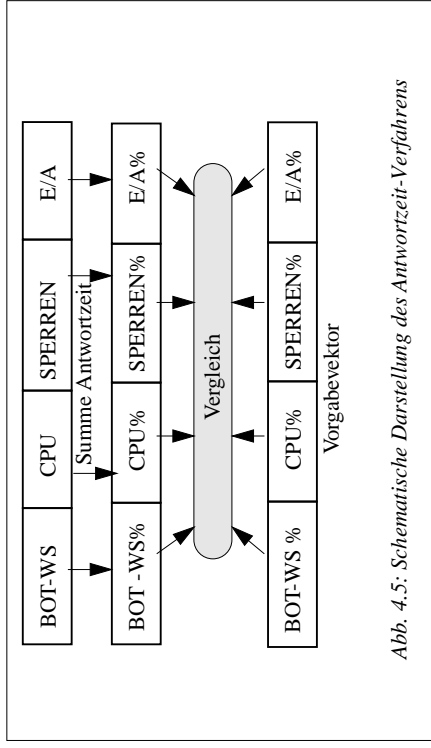 BOT-WS CPU SPERREN E/A
Summe Antwortzeit
BOT -WS% CPU% SPERREN% E/A%
Vergleich
BOT-WS % CPU% SPERREN% E/A%
Vorgabevektor
Abb. 4.5: Schematische Darstellung des Antwortzeit-Verfahrens